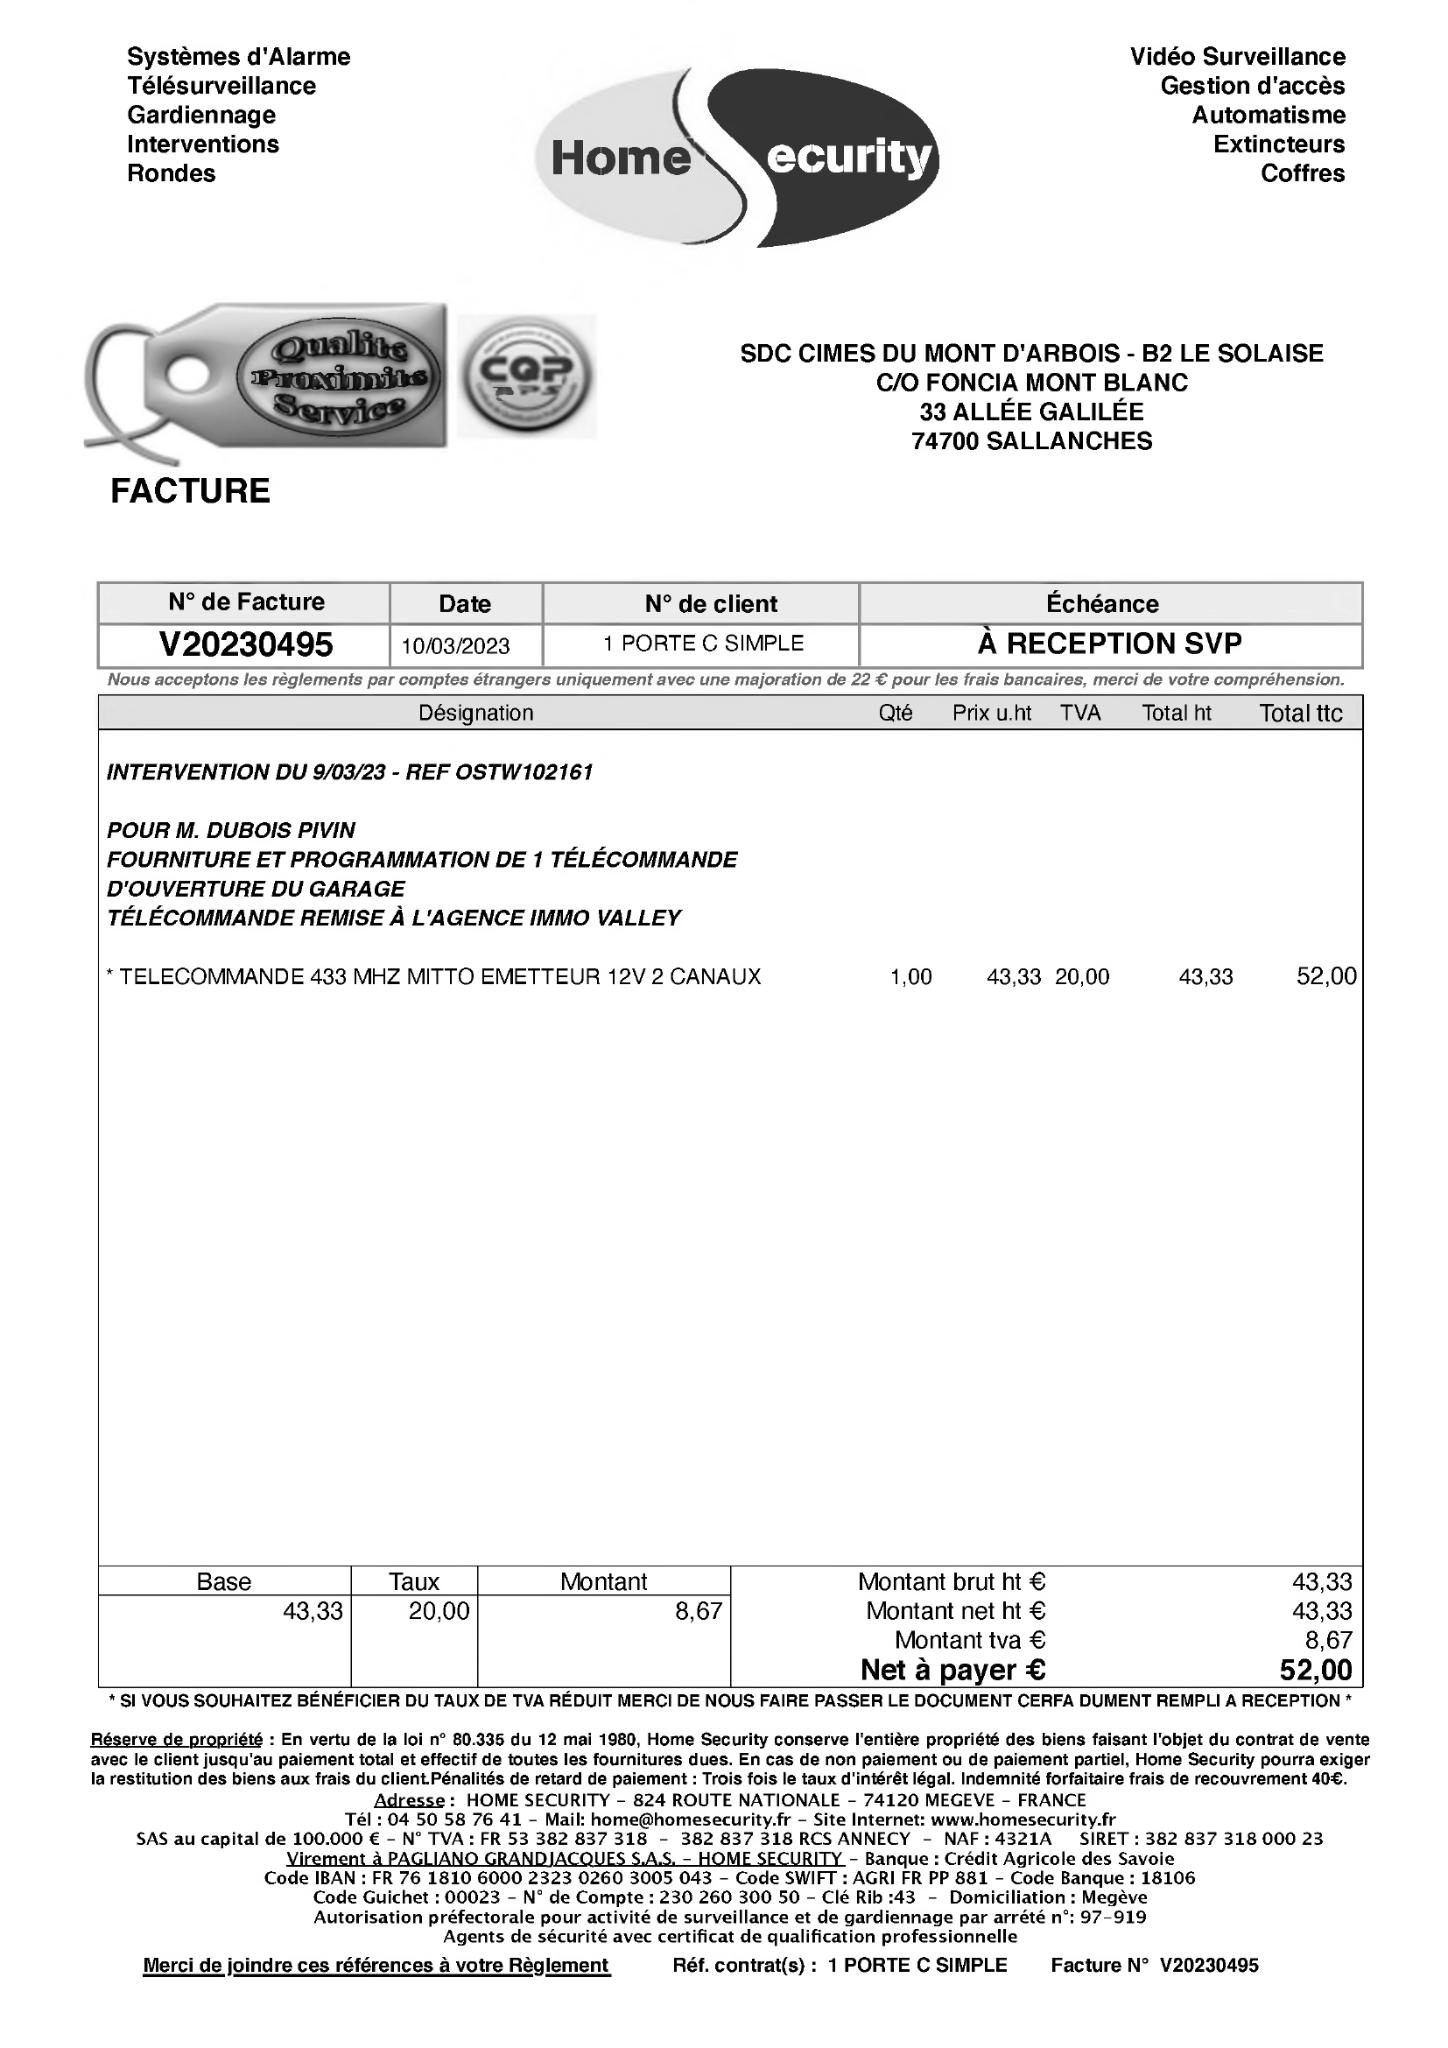 Systèmes d'Alarme
Télésurveillance
Gardiennage
Interventions
Rondes
Home Security
Vidéo Surveillance
Gestion d'accès
Automatisme
Extincteurs
Coffres
Qualite
Proximite
Service
CQP
APS
SDC CIMES DU MONT D'ARBOIS - B2 LE SOLAISE
C/O FONCIA MONT BLANC
33 ALLÉE GALILÉE
74700 SALLANCHES
FACTURE
N° de Facture Date N° de client Échéance
V20230495 10/03/2023 1 PORTE C SIMPLE À RECEPTION SVP
Nous acceptons les règlements par comptes étrangers uniquement avec une majoration de 22 € pour les frais bancaires, merci de votre compréhension.
Désignation Qté Prix u.ht TVA Total ht Total ttc
INTERVENTION DU 9/03/23 - REF OSTW102161
POUR M. DUBOIS PIVIN
FOURNITURE ET PROGRAMMATION DE 1 TÉLÉCOMMANDE
D'OUVERTURE DU GARAGE
TÉLÉCOMMANDE REMISE À L'AGENCE IMMO VALLEY
* TELECOMMANDE 433 MHZ MITTO EMETTEUR 12V 2 CANAUX 1,00 43,33 20,00 43,33 52,00
Base Taux Montant Montant brut ht € 43,33
43,33 20,00 8,67 Montant net ht € 43,33
Montant tva € 8,67
Net à payer € 52,00
* SI VOUS SOUHAITEZ BÉNÉFICIER DU TAUX DE TVA RÉDUIT MERCI DE NOUS FAIRE PASSER LE DOCUMENT CERFA DUMENT REMPLI A RECEPTION *
Réserve de propriété : En vertu de la loi n° 80.335 du 12 mai 1980, Home Security conserve l'entière propriété des biens faisant l'objet du contrat de vente
avec le client jusqu'au paiement total et effectif de toutes les fournitures dues. En cas de non paiement ou de paiement partiel, Home Security pourra exiger
la restitution des biens aux frais du client.Pénalités de retard de paiement : Trois fois le taux d'intérêt légal. Indemnité forfaitaire frais de recouvrement 40€.
Adresse : HOME SECURITY – 824 ROUTE NATIONALE – 74120 MEGEVE – FRANCE
Tél : 04 50 58 76 41 – Mail: home@homesecurity.fr – Site Internet: www.homesecurity.fr
SAS au capital de 100.000 € – N° TVA : FR 53 382 837 318 – 382 837 318 RCS ANNECY – NAF : 4321A SIRET : 382 837 318 000 23
Virement à PAGLIANO GRANDJACQUES S.A.S. – HOME SECURITY – Banque : Crédit Agricole des Savoie
Code IBAN : FR 76 1810 6000 2323 0260 3005 043 – Code SWIFT : AGRI FR PP 881 – Code Banque : 18106
Code Guichet : 00023 – N° de Compte : 230 260 300 50 – Clé Rib :43 – Domiciliation : Megève
Autorisation préfectorale pour activité de surveillance et de gardiennage par arrété n°: 97-919
Agents de sécurité avec certificat de qualification professionnelle
Merci de joindre ces références à votre Règlement Réf. contrat(s) : 1 PORTE C SIMPLE Facture N° V20230495